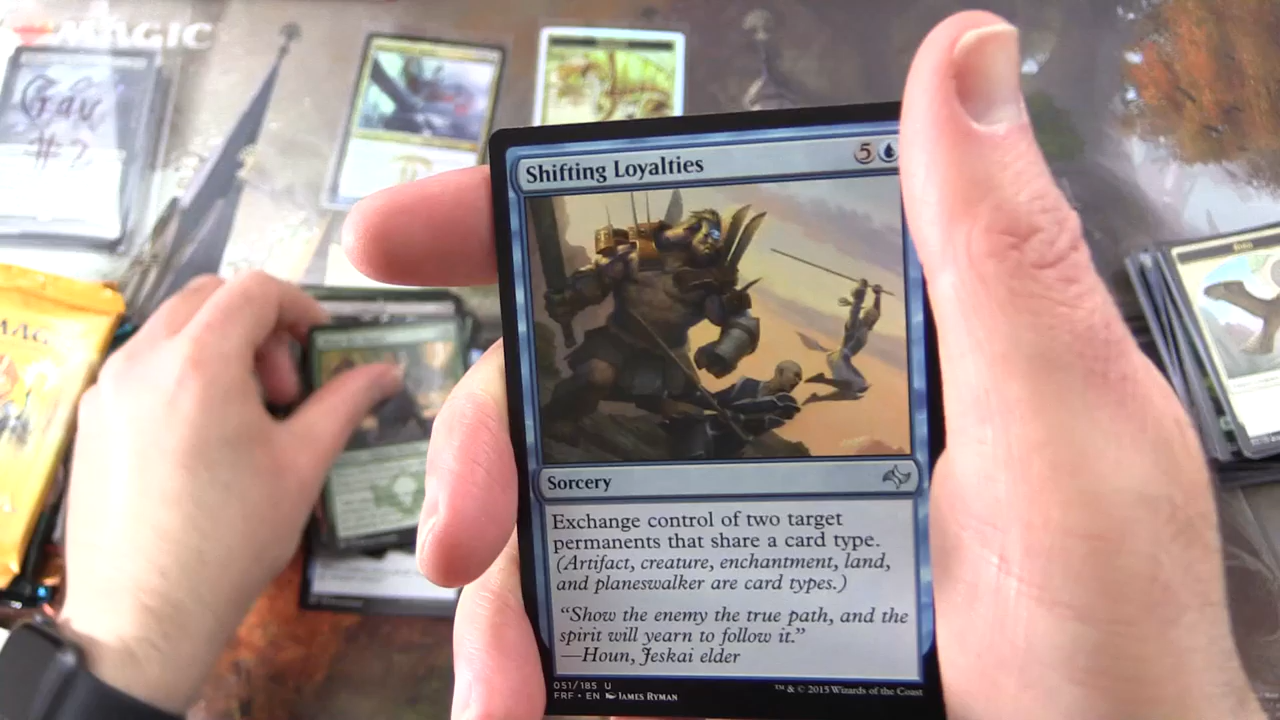 MAGIC
Gav
#2
Shifting Loyalties
5
Sorcery
Exchange control of two target
permanents that share a card type.
(Artifact, creature, enchantment, land,
and planeswalker are card types.)
“Show the enemy the true path, and the
spirit will yearn to follow it.”
—Houn, Jeskai elder
051/185 U
FRF • EN James Ryman
™ & © 2015 Wizards of the Coast